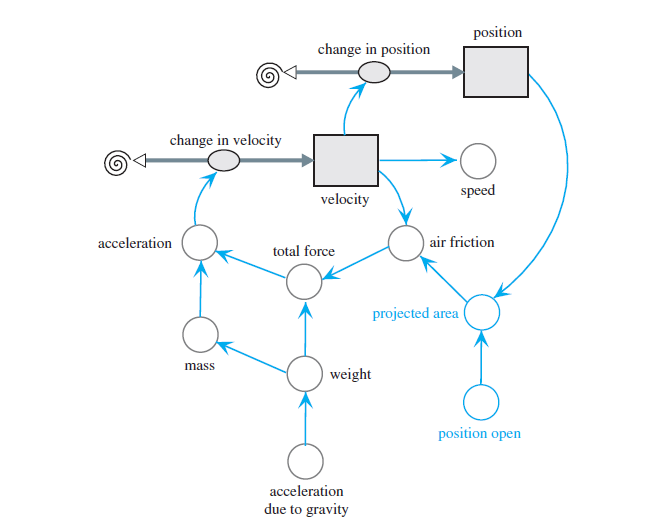 position
change in position
change in velocity
velocity
speed
acceleration
total force
air friction
projected area
mass
weight
position open
acceleration
due to gravity